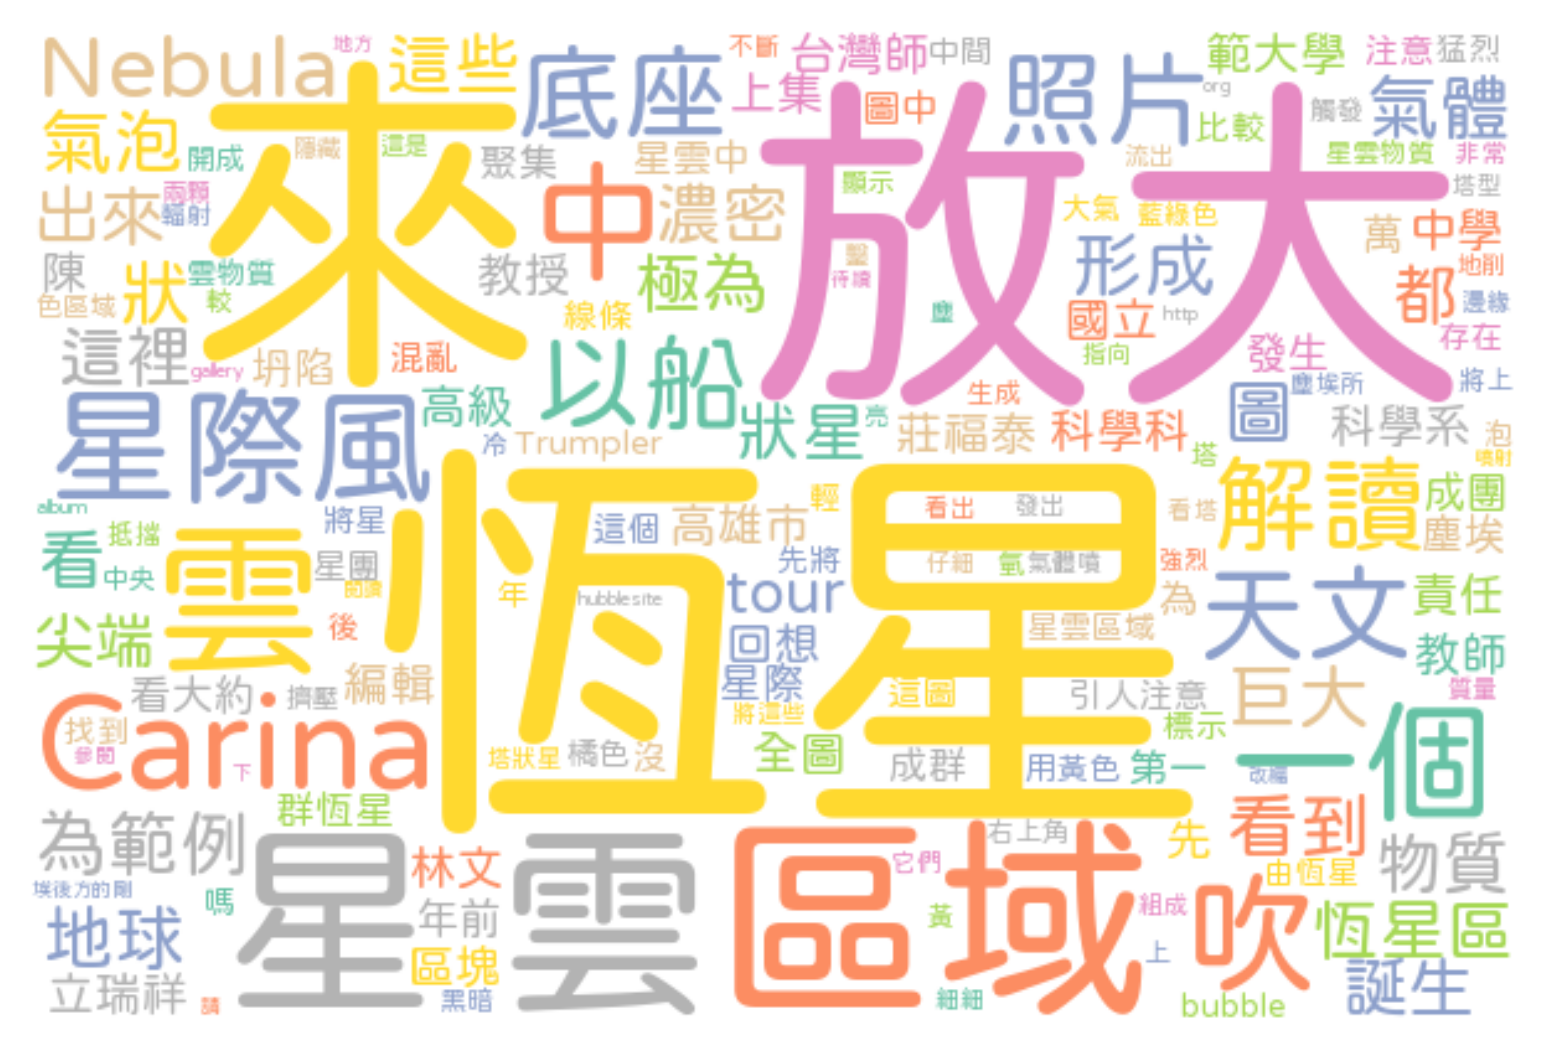 Nebula
地方
這些
底座
不斷
台灣師
中間
照片
範大學
注意
猛烈
上集
圖中
org
比較
觸發
氣體
氣泡
開成
隱藏
這是
來
聚集
星雲中
放大
顯示
流出
星雲物質
非常
塔型
出來
兩顆
輻射
中
濃密
大氣
藍綠色
萬
中學
陳
狀
雲物質
教授
極為
待續
形成
都
地削
色區域
較
線條
塵
國立
http
邊緣
這裡
gallery
坍陷
混亂
以船
指向
發生
存在
星際風
高級
冷
Trumpler
狀星
亮
生成
莊福泰
科學科
圖
塵埃所
將上
科學系
泡
噴射
塔
album
將星
恆星
輕
看出
發出
看塔
解讀
成團
塵埃
看
抵擋
中央
雲
星團
這個
高雄市
先將
仔細
氫
氣體噴
強烈
年
hubblesite
tour
為
天文
責任
尖端
後
回想
星雲區域
教師
看大約
擠壓
編輯
星際
這圖
引人注意
巨大
質量
Carina
找到
參閱
下
將這些
標示
一個
塔狀星
橘色
沒
全圖
成群
用黃色
第一
改編
群恆星
為範例
星雲
林文
區域
右上角
先
看到
它們
由恆星
物質
埃後方的剛
嗎
年前
黃
組成
吹
恆星區
地球
區塊
上
立瑞祥
請
黑暗
細細
bubble
誕生